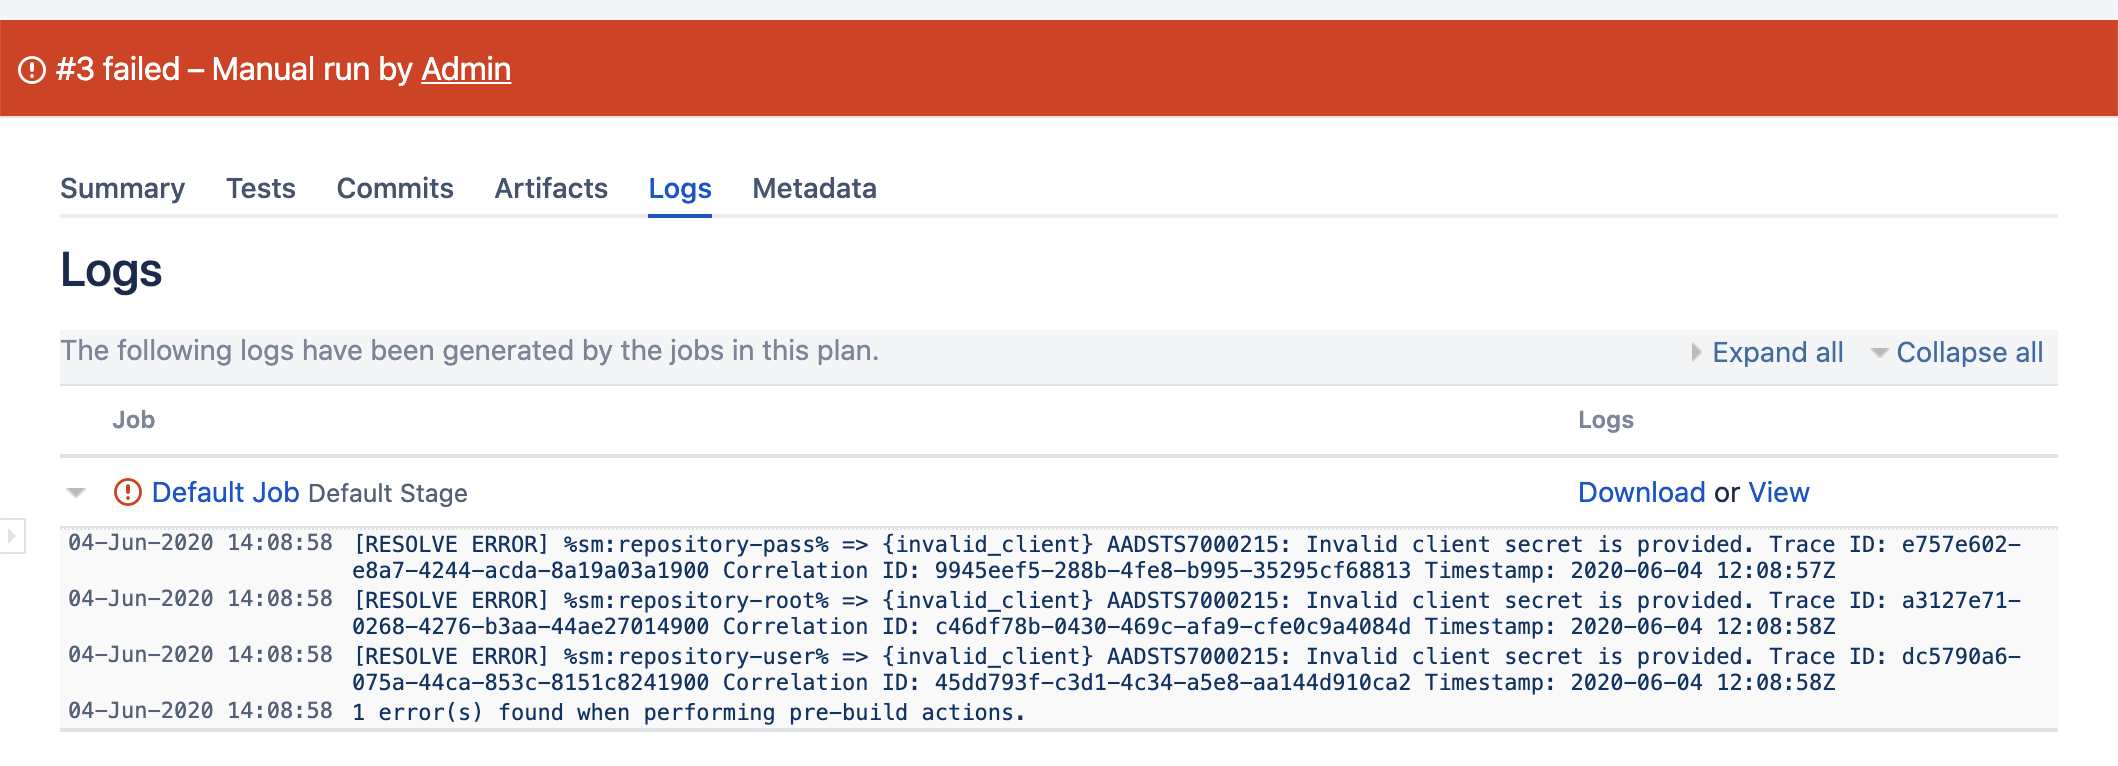 #3 failed – Manual run by Admin
Summary Tests Commits Artifacts Logs Metadata
Logs
The following logs have been generated by the jobs in this plan. Expand all Collapse all
Job Logs
Default Job Default Stage Download or View
04-Jun-2020 14:08:58 [RESOLVE ERROR] %sm:repository-pass% => {invalid_client} AADSTS7000215: Invalid client secret is provided. Trace ID: e757e602-
e8a7-4244-acda-8a19a03a1900 Correlation ID: 9945eef5-288b-4fe8-b995-35295cf68813 Timestamp: 2020-06-04 12:08:57Z
04-Jun-2020 14:08:58 [RESOLVE ERROR] %sm:repository-root% => {invalid_client} AADSTS7000215: Invalid client secret is provided. Trace ID: a3127e71-
0268-4276-b3aa-44ae27014900 Correlation ID: c46df78b-0430-469c-afa9-cfe0c9a4084d Timestamp: 2020-06-04 12:08:58Z
04-Jun-2020 14:08:58 [RESOLVE ERROR] %sm:repository-user% => {invalid_client} AADSTS7000215: Invalid client secret is provided. Trace ID: dc5790a6-
075a-44ca-853c-8151c8241900 Correlation ID: 45dd793f-c3d1-4c34-a5e8-aa144d910ca2 Timestamp: 2020-06-04 12:08:58Z
04-Jun-2020 14:08:58 1 error(s) found when performing pre-build actions.